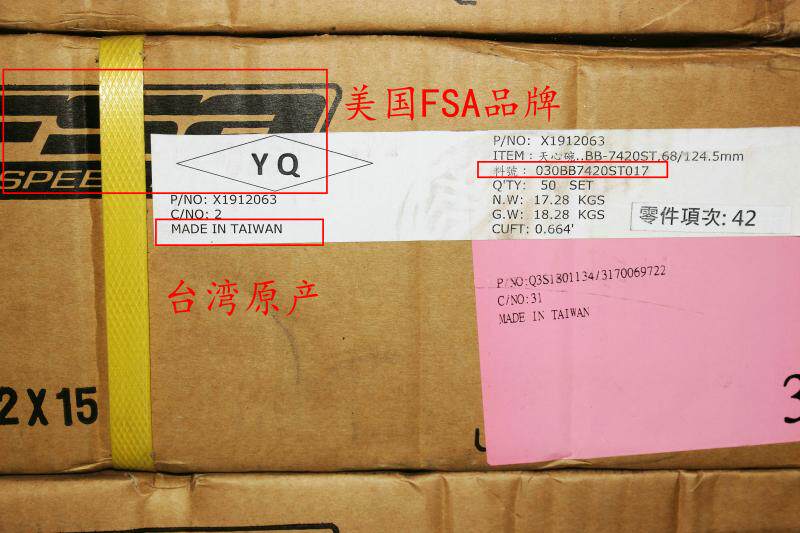 FSA
SPEED
美国FSA品牌
YQ
P/NO: X1912063
C/NO: 2
MADE IN TAIWAN
P/NO: X1912063
ITEM: 天心碗..BB-7420ST,68/124.5mm
料號: 030BB7420ST017
Q'TY: 50 SET
N.W: 17.28 KGS
G.W: 18.28 KGS
CUFT: 0.664'
零件項次: 42
台湾原产
P/NO:Q3S1801134/3170069722
C/NO:31
MADE IN TAIWAN
2X15
3